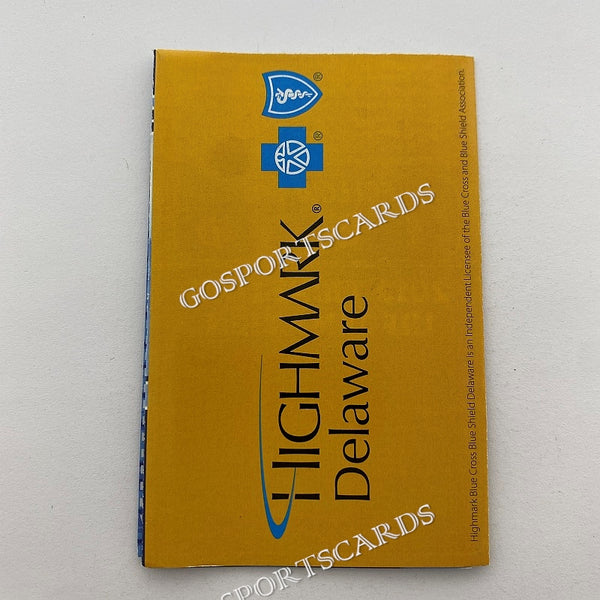 HIGHMARK®
Delaware
® ®
Highmark Blue Cross Blue Shield Delaware is an Independent Licensee of the Blue Cross and Blue Shield Association.
GOSPORTSCARDS
GOSPORTSCARDS